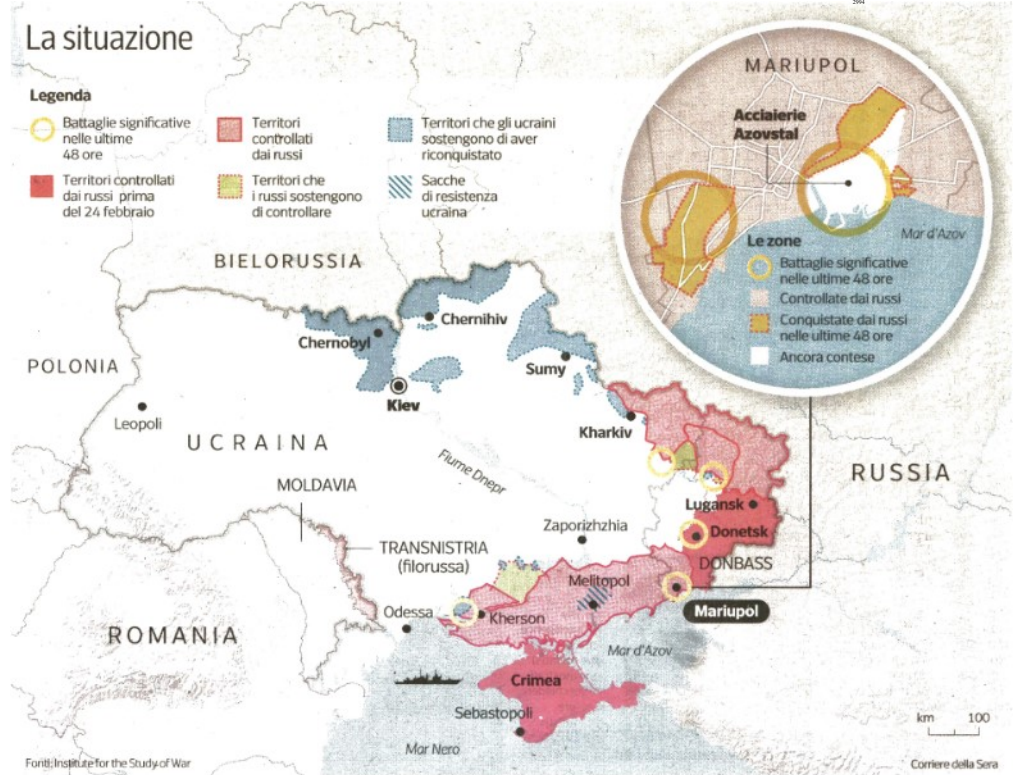 2994
La situazione
Legenda
Battaglie significative
nelle ultime
48 ore
Territori controllati
dai russi prima
del 24 febbraio
Territori
controllati
dai russi
Territori che
i russi sostengono
di controllare
Territori che gli ucraini
sostengono di aver
riconquistato
Sacche
di resistenza
ucraina
MARIUPOL
Acciaierie
Azovstal
Mar d'Azov
Le zone
Battaglie significative
nelle ultime 48 ore
Controllate dai russi
Conquistate dai russi
nelle ultime 48 ore
Ancora contese
BIELORUSSIA
Chernihiv
Chernobyl
POLONIA
Sumy
Kiev
Leopoli
Kharkiv
UCRAINA
Fiume Dnepr
RUSSIA
MOLDAVIA
Lugansk
Zaporizhzhia
Donetsk
TRANSNISTRIA
(filorussa)
DONBASS
Melitopol
Mariupol
Odessa
Kherson
ROMANIA
Mar d'Azov
Crimea
Sebastopoli
km 100
Mar Nero
Fonti: Institute for the Study of War
Corriere della Sera